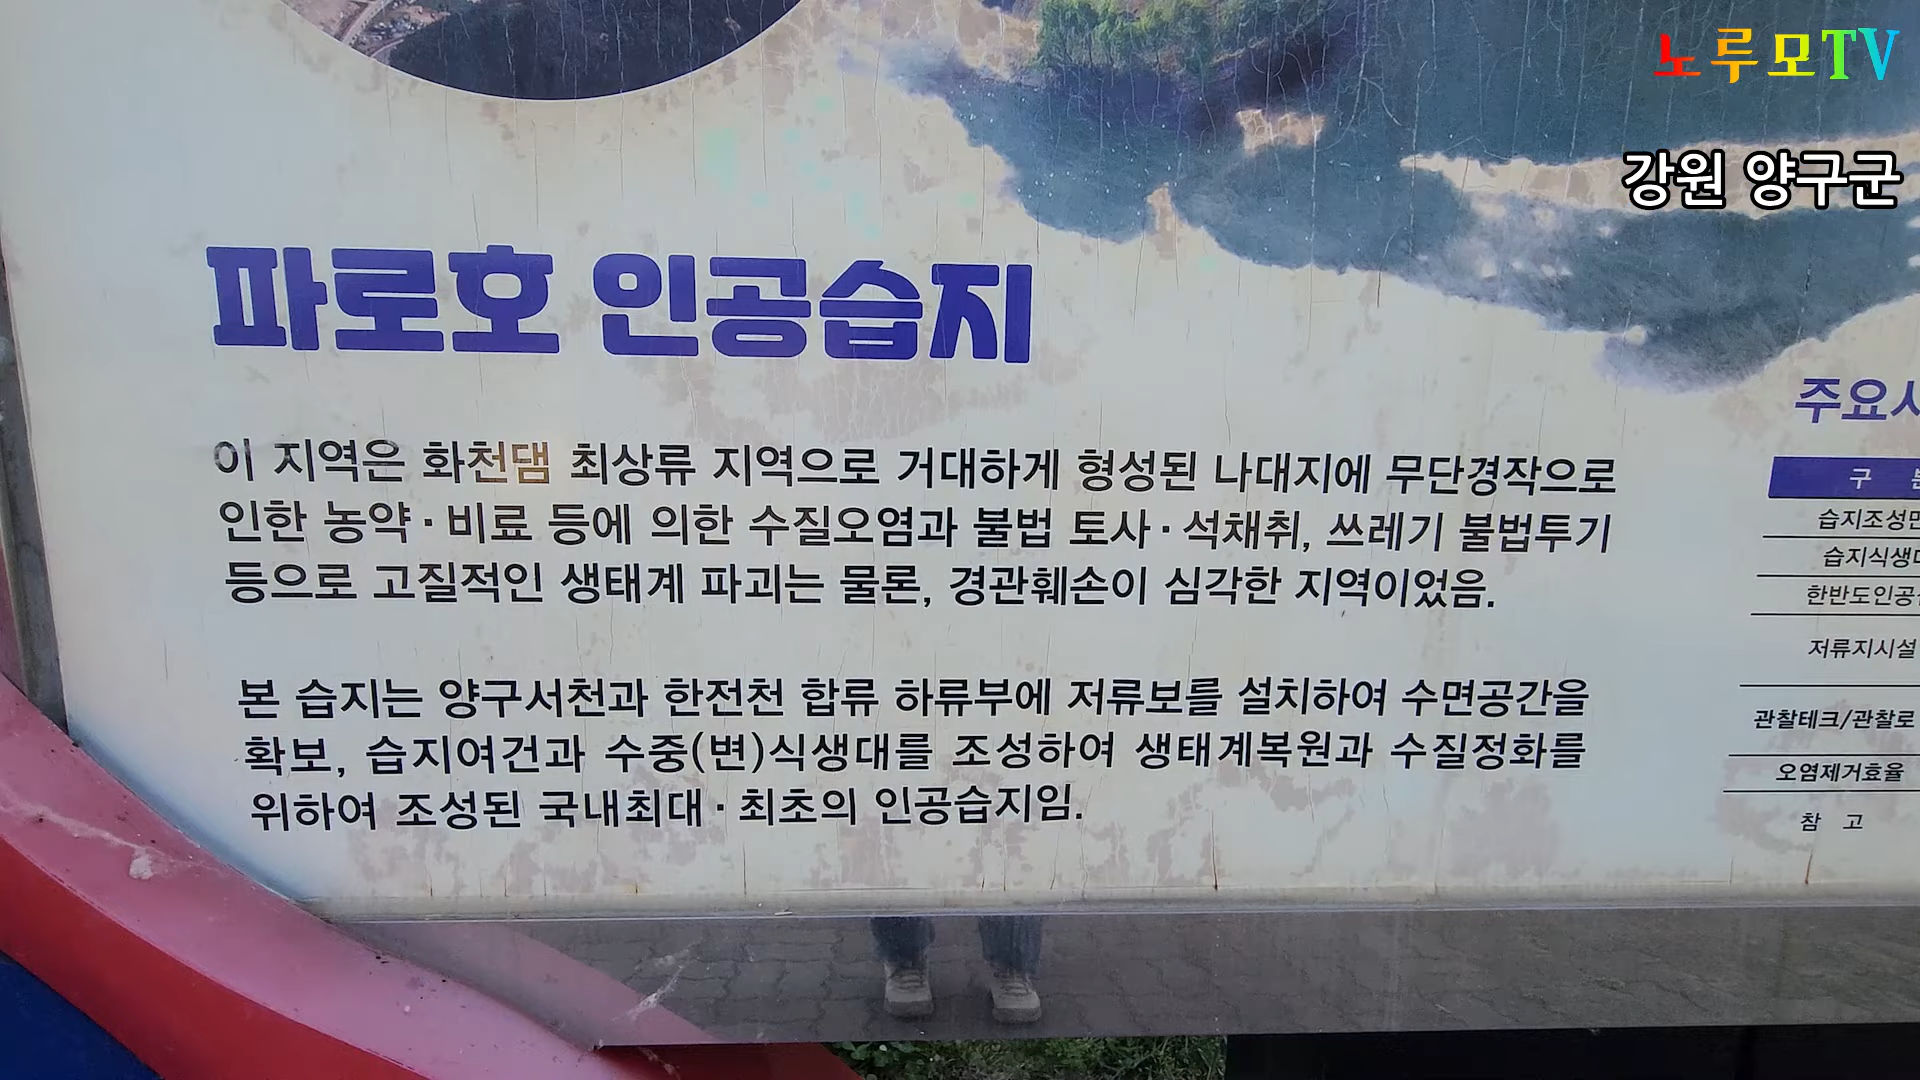 노루모TV
강원 양구군
파로호 인공습지
이 지역은 화천댐 최상류 지역으로 거대하게 형성된 나대지에 무단경작으로
인한 농약·비료 등에 의한 수질오염과 불법 토사·석채취, 쓰레기 불법투기
등으로 고질적인 생태계 파괴는 물론, 경관훼손이 심각한 지역이었음.
본 습지는 양구서천과 한전천 합류 하류부에 저류보를 설치하여 수면공간을
확보, 습지여건과 수중(변)식생대를 조성하여 생태계복원과 수질정화를
위하여 조성된 국내최대·최초의 인공습지임.
주요
구
습지조성면
습지식생
한반도인공
저류지시설
관찰테크/관찰로
오염제거효율
참 고